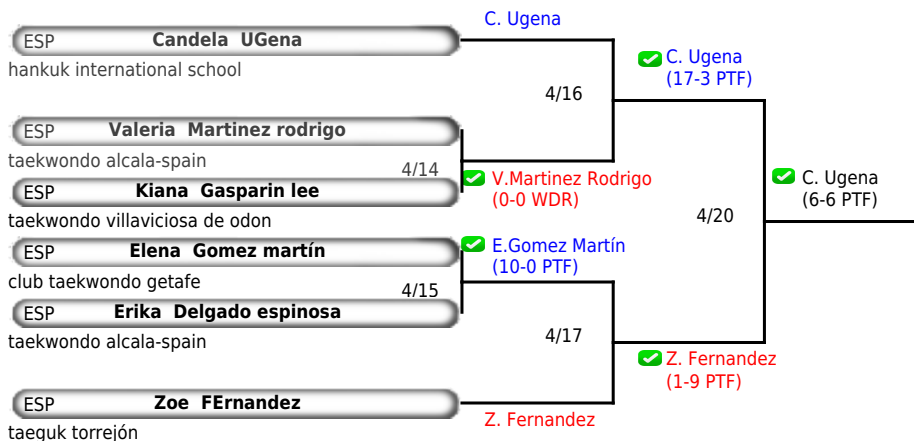 C. Ugena
ESP Candela UGena
hankuk international school
C. Ugena
(17-3 PTF)
4/16
ESP Valeria Martinez rodrigo
taekwondo alcala-spain
4/14
V.Martinez Rodrigo
(0-0 WDR)
ESP Kiana Gasparin lee
taekwondo villaviciosa de odon
C. Ugena
(6-6 PTF)
4/20
ESP Elena Gomez martín
club taekwondo getafe
E.Gomez Martín
(10-0 PTF)
4/15
ESP Erika Delgado espinosa
taekwondo alcala-spain
4/17
Z. Fernandez
(1-9 PTF)
ESP Zoe FErnandez
taeguk torrejón
Z. Fernandez